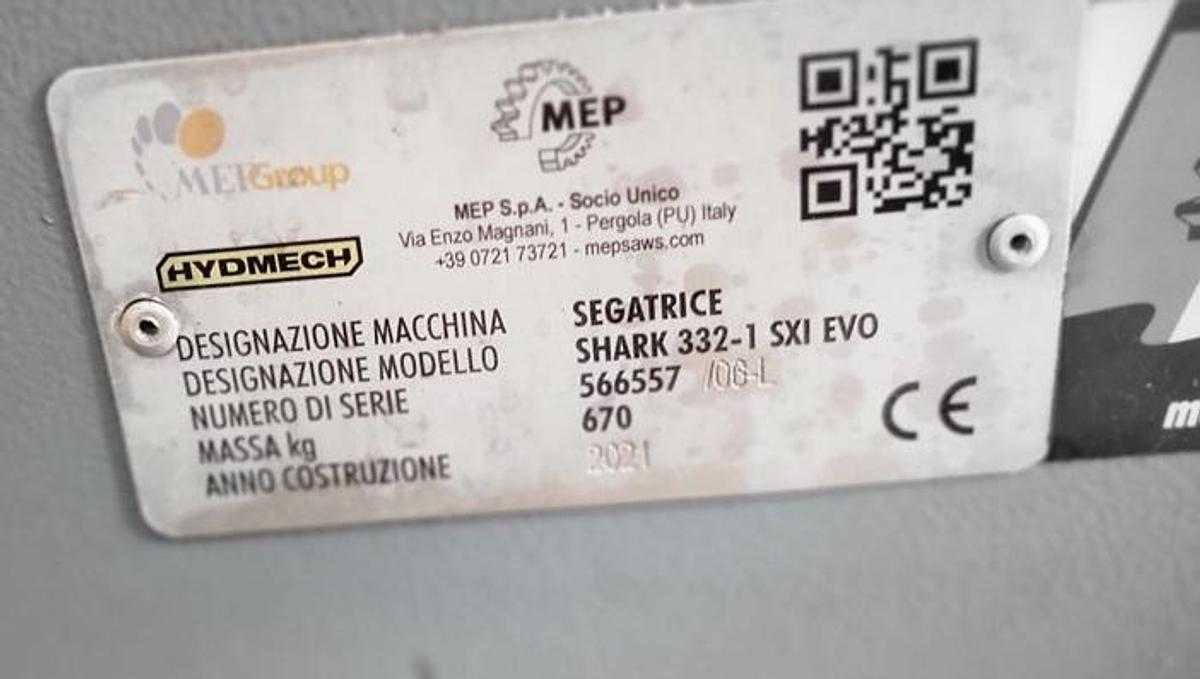 MEPGroup
MEP
MEP S.p.A. - Socio Unico
Via Enzo Magnani, 1 - Pergola (PU) Italy
+39 0721 73721 - mepsaws.com
HYDMECH
DESIGNAZIONE MACCHINA SEGATRICE
DESIGNAZIONE MODELLO SHARK 332-1 SXI EVO
NUMERO DI SERIE 566557 /06-L
MASSA kg 670
ANNO COSTRUZIONE 2021
CE